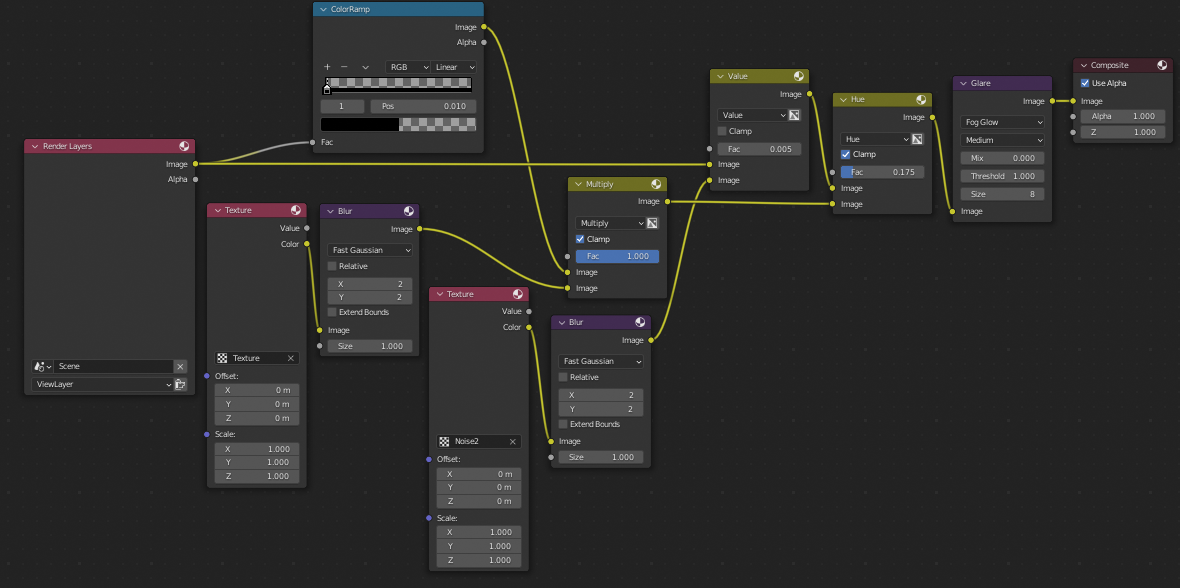 ColorRamp
Image
Alpha
+ −
RGB
Linear
1
Pos 0.010
Fac
Render Layers
Image
Alpha
Scene
ViewLayer
Texture
Value
Color
Texture
Offset:
X 0 m
Y 0 m
Z 0 m
Scale:
X 1.000
Y 1.000
Z 1.000
Blur
Image
Fast Gaussian
Relative
X 2
Y 2
Extend Bounds
Image
Size 1.000
Texture
Value
Color
Noise2
Offset:
X 0 m
Y 0 m
Z 0 m
Scale:
X 1.000
Y 1.000
Z 1.000
Blur
Image
Fast Gaussian
Relative
X 2
Y 2
Extend Bounds
Image
Size 1.000
Multiply
Image
Multiply
Clamp
Fac 1.000
Image
Image
Value
Image
Value
Clamp
Fac 0.005
Image
Image
Hue
Image
Hue
Clamp
Fac 0.175
Image
Image
Glare
Image
Fog Glow
Medium
Mix 0.000
Threshold 1.000
Size 8
Image
Composite
Use Alpha
Image
Alpha 1.000
Z 1.000